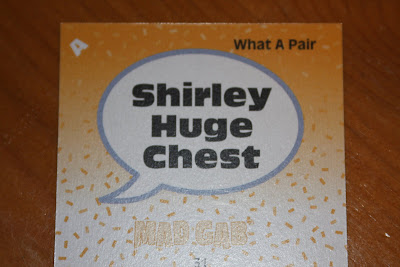 What A Pair
Shirley
Huge
Chest
MAD GAB